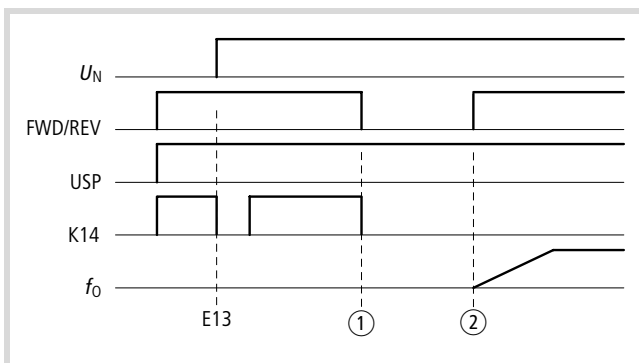 UN
FWD/REV
USP
K14
fO
E13
①
②